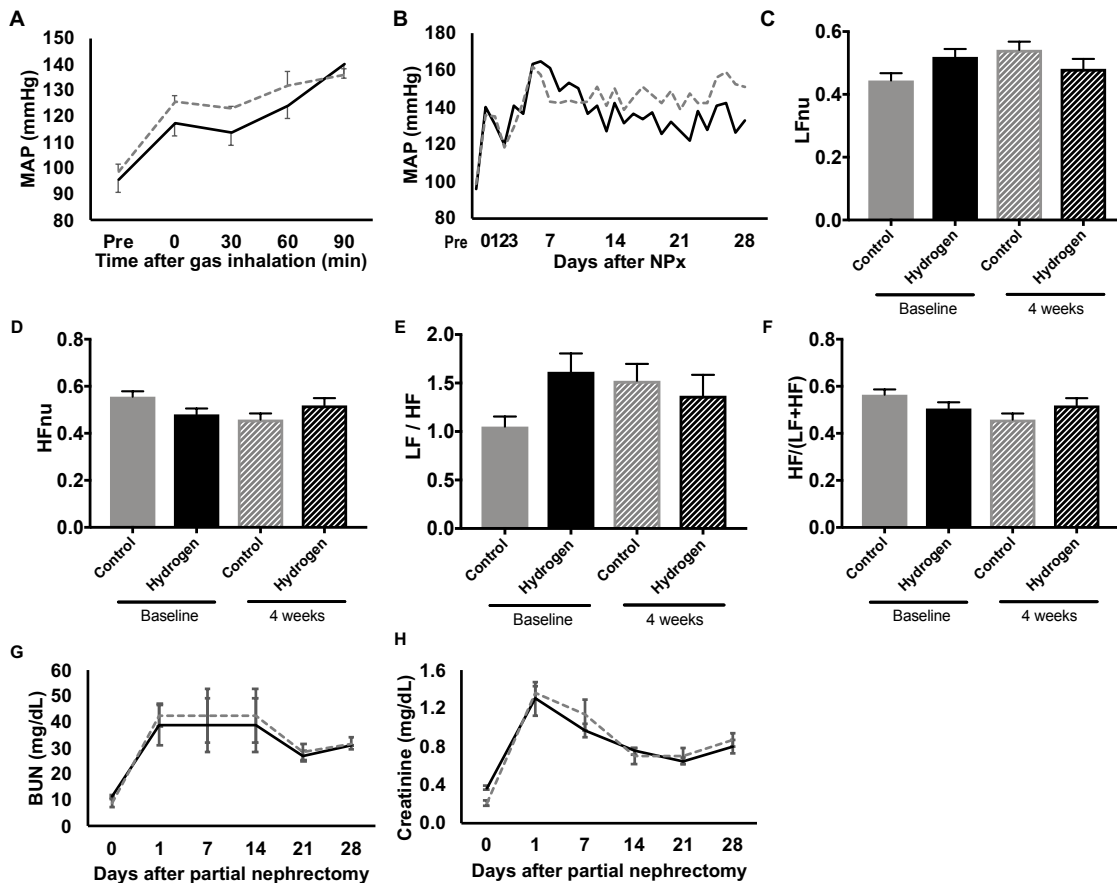 A
MAP (mmHg)
150
140
130
120
110
100
90
80
Pre 0 30 60 90
Time after gas inhalation (min)
B
MAP (mmHg)
180
160
140
120
100
80
Pre 0123 7 14 21 28
Days after NPx
C
LFnu
0.6
0.4
0.2
0.0
Control Hydrogen Control Hydrogen
Baseline 4 weeks
D
HFnu
0.8
0.6
0.4
0.2
0.0
Control Hydrogen Control Hydrogen
Baseline 4 weeks
E
LF / HF
2.0
1.5
1.0
0.5
0.0
Control Hydrogen Control Hydrogen
Baseline 4 weeks
F
HF/(LF+HF)
0.8
0.6
0.4
0.2
0.0
Control Hydrogen Control Hydrogen
Baseline 4 weeks
G
BUN (mg/dL)
60
50
40
30
20
10
0
0 1 7 14 21 28
Days after partial nephrectomy
H
Creatinine (mg/dL)
1.6
1.2
0.8
0.4
0.0
0 1 7 14 21 28
Days after partial nephrectomy